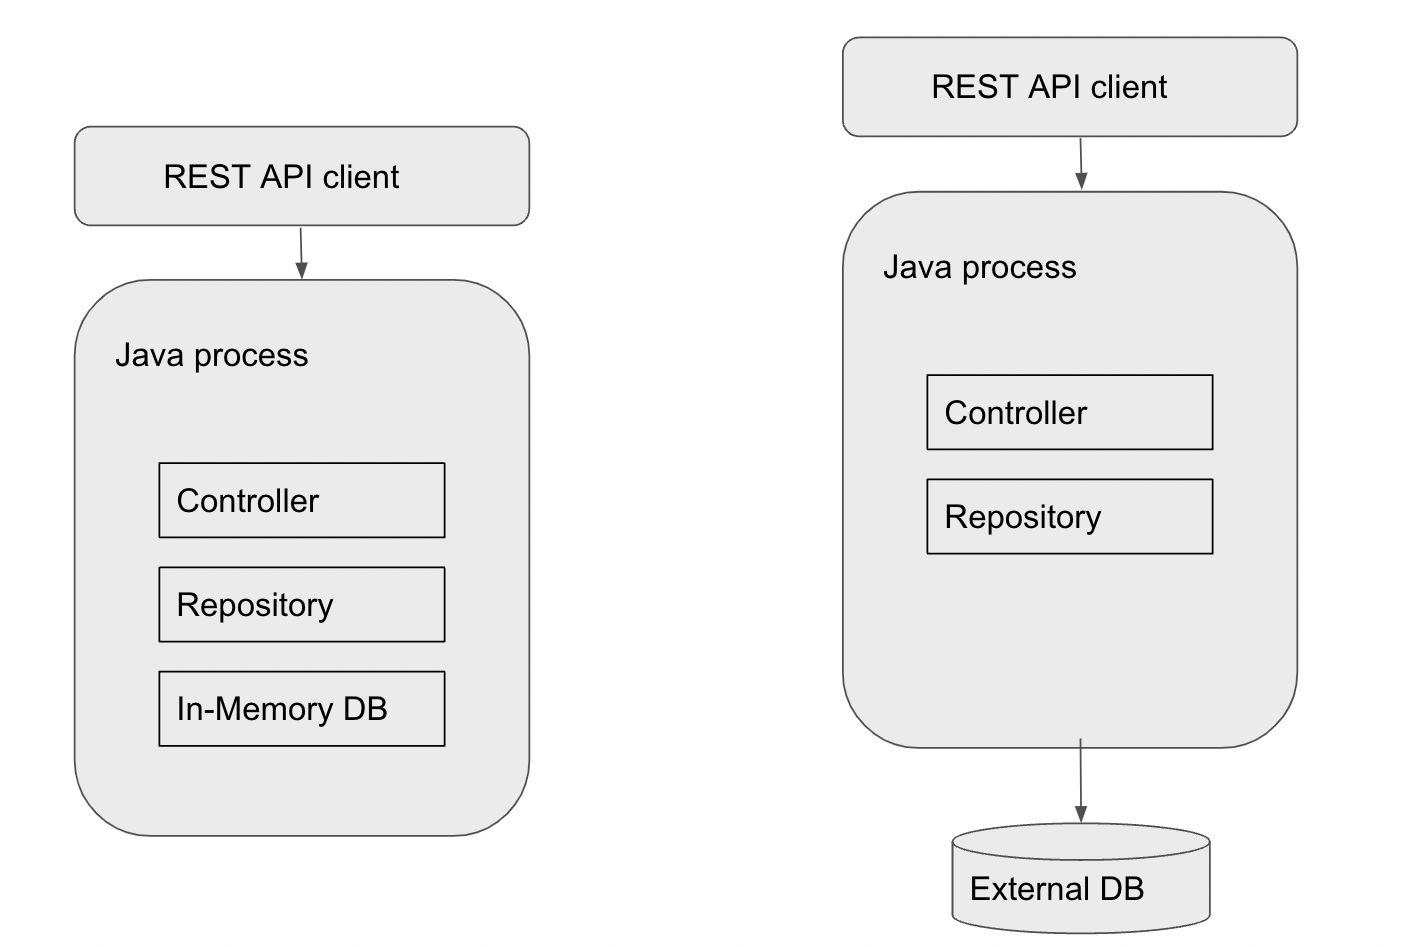 REST API client
Java process
Controller
Repository
In-Memory DB
REST API client
Java process
Controller
Repository
External DB